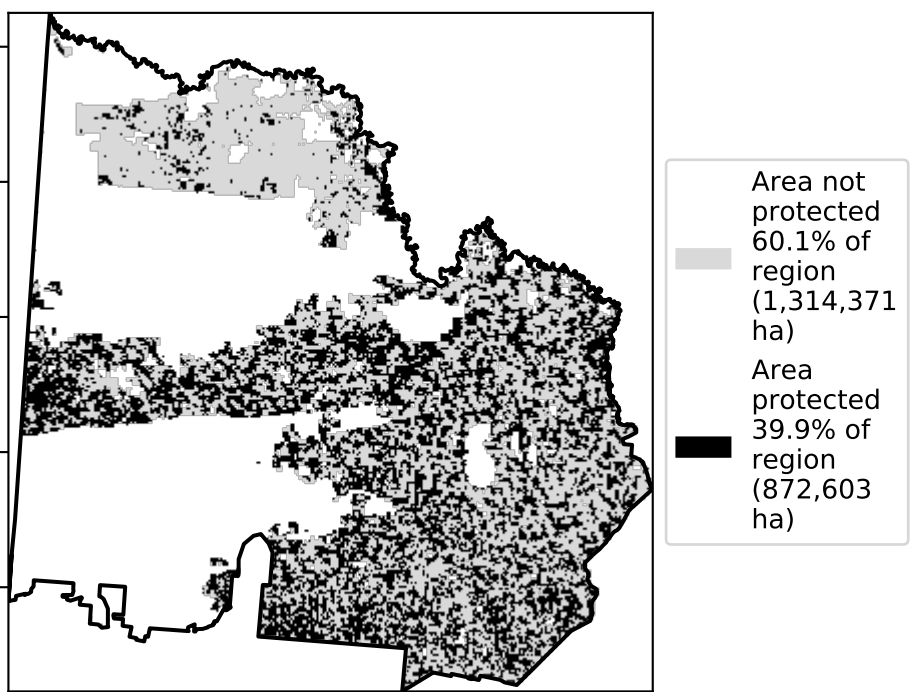 Area not
protected
60.1% of
region
(1,314,371
ha)
Area
protected
39.9% of
region
(872,603
ha)